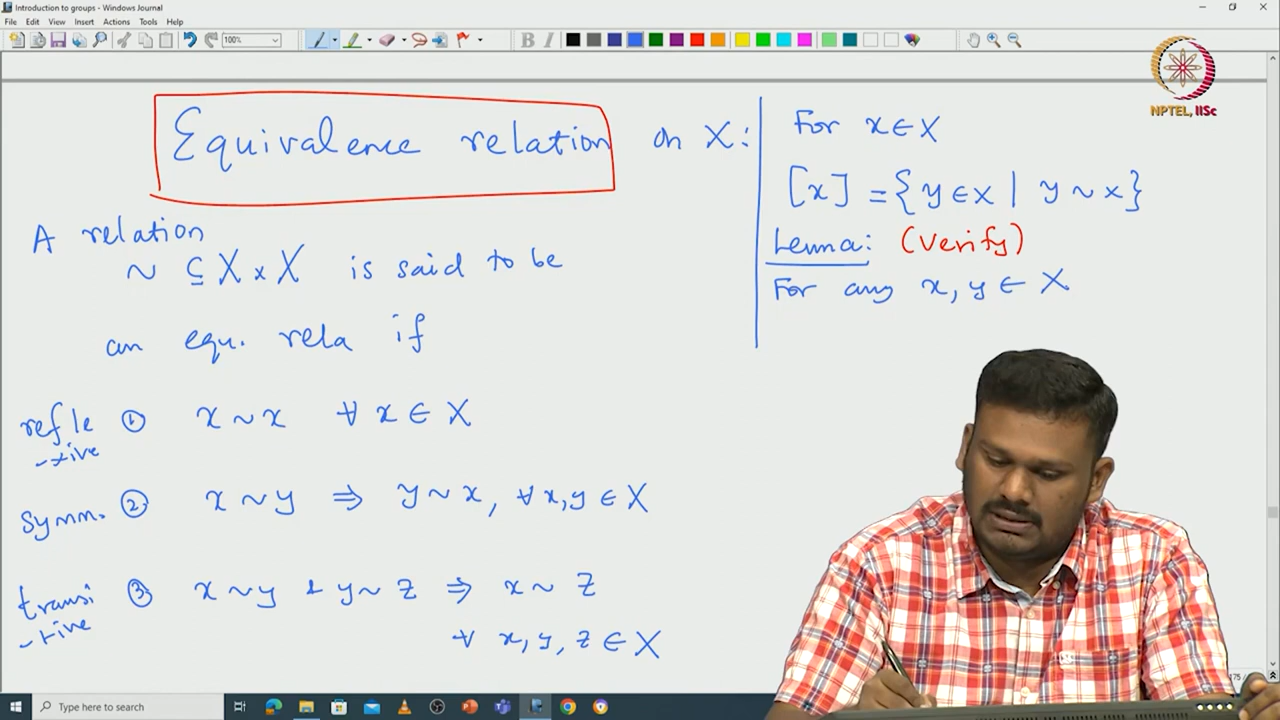 Introduction to groups - Windows Journal
File Edit View Insert Actions Tools Help
100%
B I
NPTEL, IISc
Equivalence relation on X:
A relation
~ ⊆ X × X is said to be
an equ. rela if
refle
-xive ① x ~ x ∀ x ∈ X
symm. ② x ~ y ⇒ y ~ x, ∀ x, y ∈ X
transi
-tive ③ x ~ y & y ~ z ⇒ x ~ z
∀ x, y, z ∈ X
For x ∈ X
[x] = { y ∈ X | y ~ x }
Lemma: (Verify)
For any x, y ∈ X
Type here to search